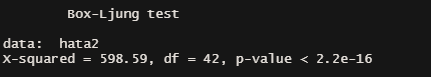 Box-Ljung test
data: hata2
X-squared = 598.59, df = 42, p-value < 2.2e-16